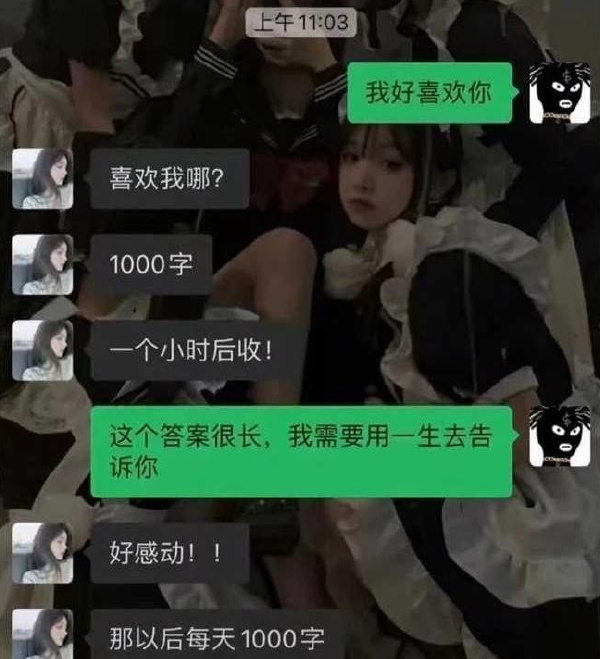 上午11:03
我好喜欢你
喜欢我哪?
1000字
一个小时后收!
这个答案很长，我需要用一生去告
诉你
好感动！！
那以后每天1000字